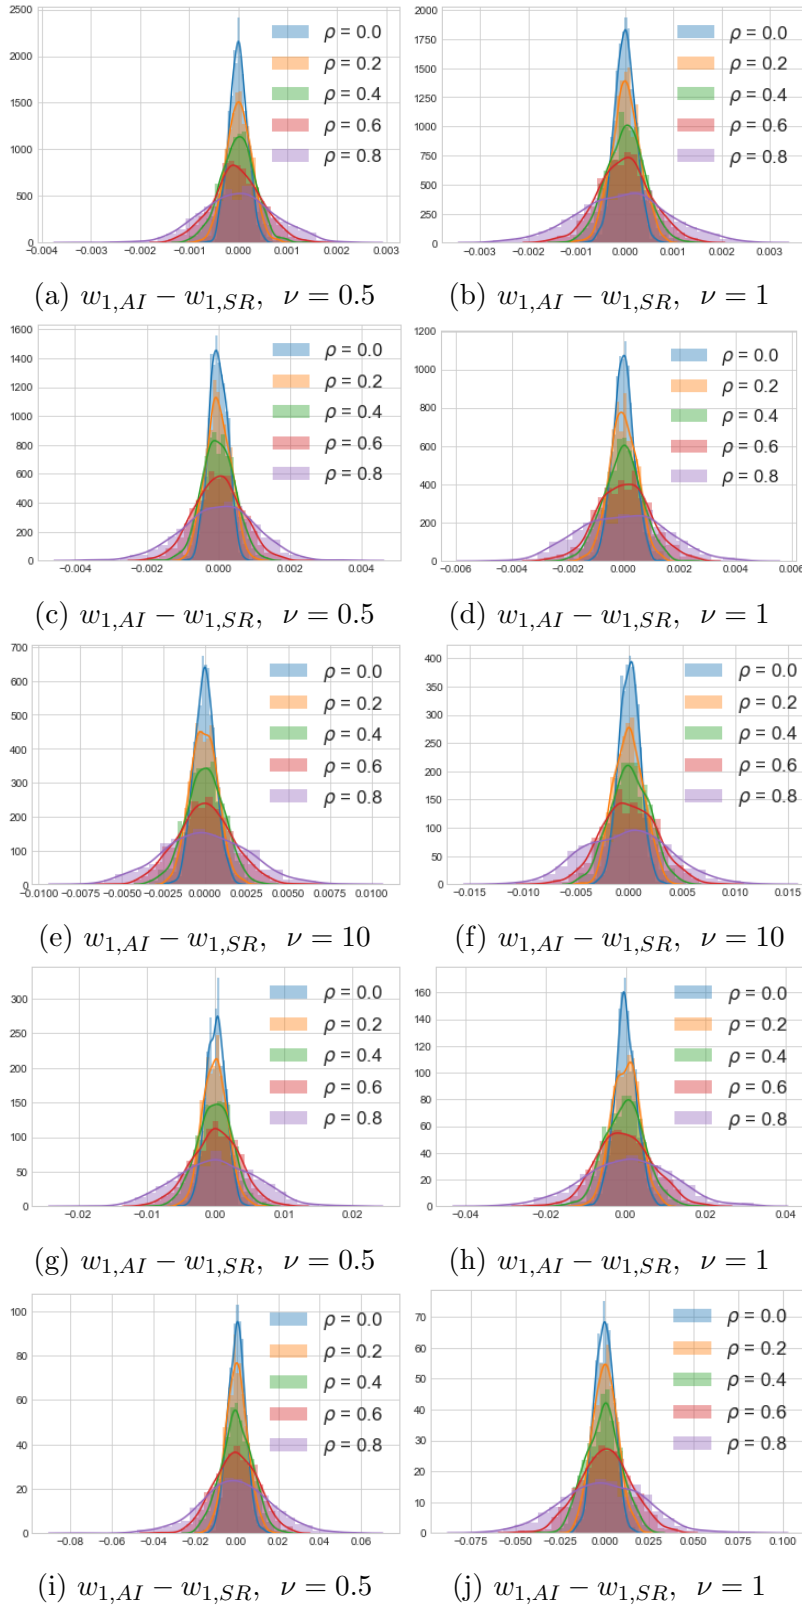 2500
2000
1500
1000
500
0
−0.004 −0.003 −0.002 −0.001 0.000 0.001 0.002 0.003
ρ = 0.0
ρ = 0.2
ρ = 0.4
ρ = 0.6
ρ = 0.8
2000
1750
1500
1250
1000
750
500
250
0
−0.003 −0.002 −0.001 0.000 0.001 0.002 0.003
ρ = 0.0
ρ = 0.2
ρ = 0.4
ρ = 0.6
ρ = 0.8
(a) w1,AI − w1,SR, ν = 0.5
(b) w1,AI − w1,SR, ν = 1
1600
1400
1200
1000
800
600
400
200
0
−0.004 −0.002 0.000 0.002 0.004
ρ = 0.0
ρ = 0.2
ρ = 0.4
ρ = 0.6
ρ = 0.8
1200
1000
800
600
400
200
0
−0.006 −0.004 −0.002 0.000 0.002 0.004 0.006
ρ = 0.0
ρ = 0.2
ρ = 0.4
ρ = 0.6
ρ = 0.8
(c) w1,AI − w1,SR, ν = 0.5
(d) w1,AI − w1,SR, ν = 1
700
600
500
400
300
200
100
0
−0.0100 −0.0075 −0.0050 −0.0025 0.0000 0.0025 0.0050 0.0075 0.0100
ρ = 0.0
ρ = 0.2
ρ = 0.4
ρ = 0.6
ρ = 0.8
400
350
300
250
200
150
100
50
0
−0.015 −0.010 −0.005 0.000 0.005 0.010 0.015
ρ = 0.0
ρ = 0.2
ρ = 0.4
ρ = 0.6
ρ = 0.8
(e) w1,AI − w1,SR, ν = 10
(f) w1,AI − w1,SR, ν = 10
300
250
200
150
100
50
0
−0.02 −0.01 0.00 0.01 0.02
ρ = 0.0
ρ = 0.2
ρ = 0.4
ρ = 0.6
ρ = 0.8
160
140
120
100
80
60
40
20
0
−0.04 −0.02 0.00 0.02 0.04
ρ = 0.0
ρ = 0.2
ρ = 0.4
ρ = 0.6
ρ = 0.8
(g) w1,AI − w1,SR, ν = 0.5
(h) w1,AI − w1,SR, ν = 1
100
80
60
40
20
0
−0.08 −0.06 −0.04 −0.02 0.00 0.02 0.04 0.06
ρ = 0.0
ρ = 0.2
ρ = 0.4
ρ = 0.6
ρ = 0.8
70
60
50
40
30
20
10
0
−0.075 −0.050 −0.025 0.000 0.025 0.050 0.075 0.100
ρ = 0.0
ρ = 0.2
ρ = 0.4
ρ = 0.6
ρ = 0.8
(i) w1,AI − w1,SR, ν = 0.5
(j) w1,AI − w1,SR, ν = 1